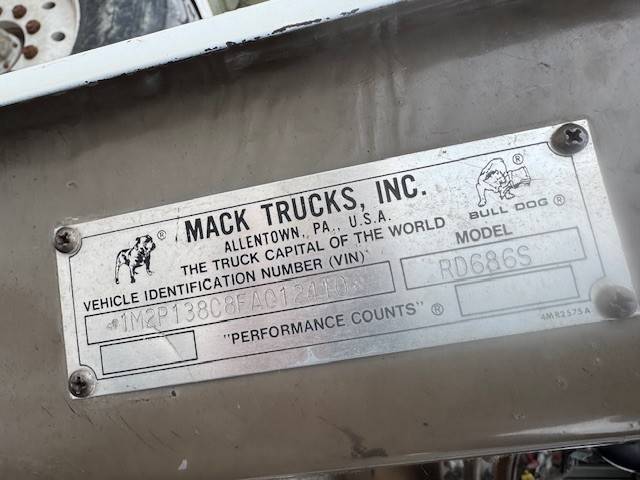 MACK TRUCKS, INC.
ALLENTOWN, PA., U.S.A.
THE TRUCK CAPITAL OF THE WORLD
BULL DOG ®
VEHICLE IDENTIFICATION NUMBER (VIN)
MODEL
RD686S
"PERFORMANCE COUNTS" ®
4MR2575A